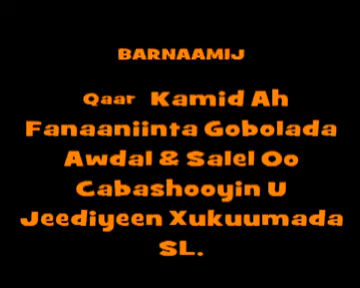 BARNAAMIJ
Qaar Kamid Ah
Fanaaniinta Gobolada
Awdal & Salel Oo
Cabashooyin U
Jeediyeen Xukuumada
SL.